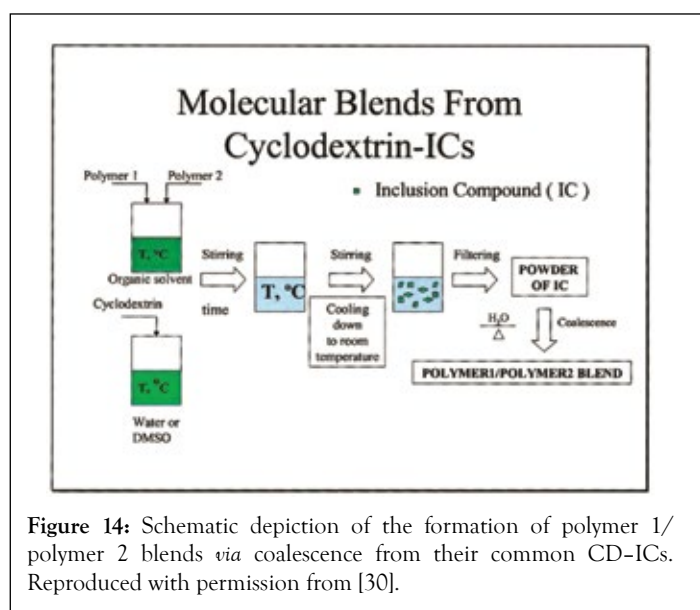 Molecular Blends From
Cyclodextrin-ICs
Polymer 1
Polymer 2
Inclusion Compound ( IC )
T, °C
Organic solvent
Cyclodextrin
T, °C
Water or
DMSO
Stirring
time
T, °C
Stirring
Cooling
down
to room
temperature
Filtering
POWDER
OF IC
H₂O
Δ
Coalescence
POLYMER1/POLYMER2 BLEND
Figure 14: Schematic depiction of the formation of polymer 1/
polymer 2 blends via coalescence from their common CD–ICs.
Reproduced with permission from [30].